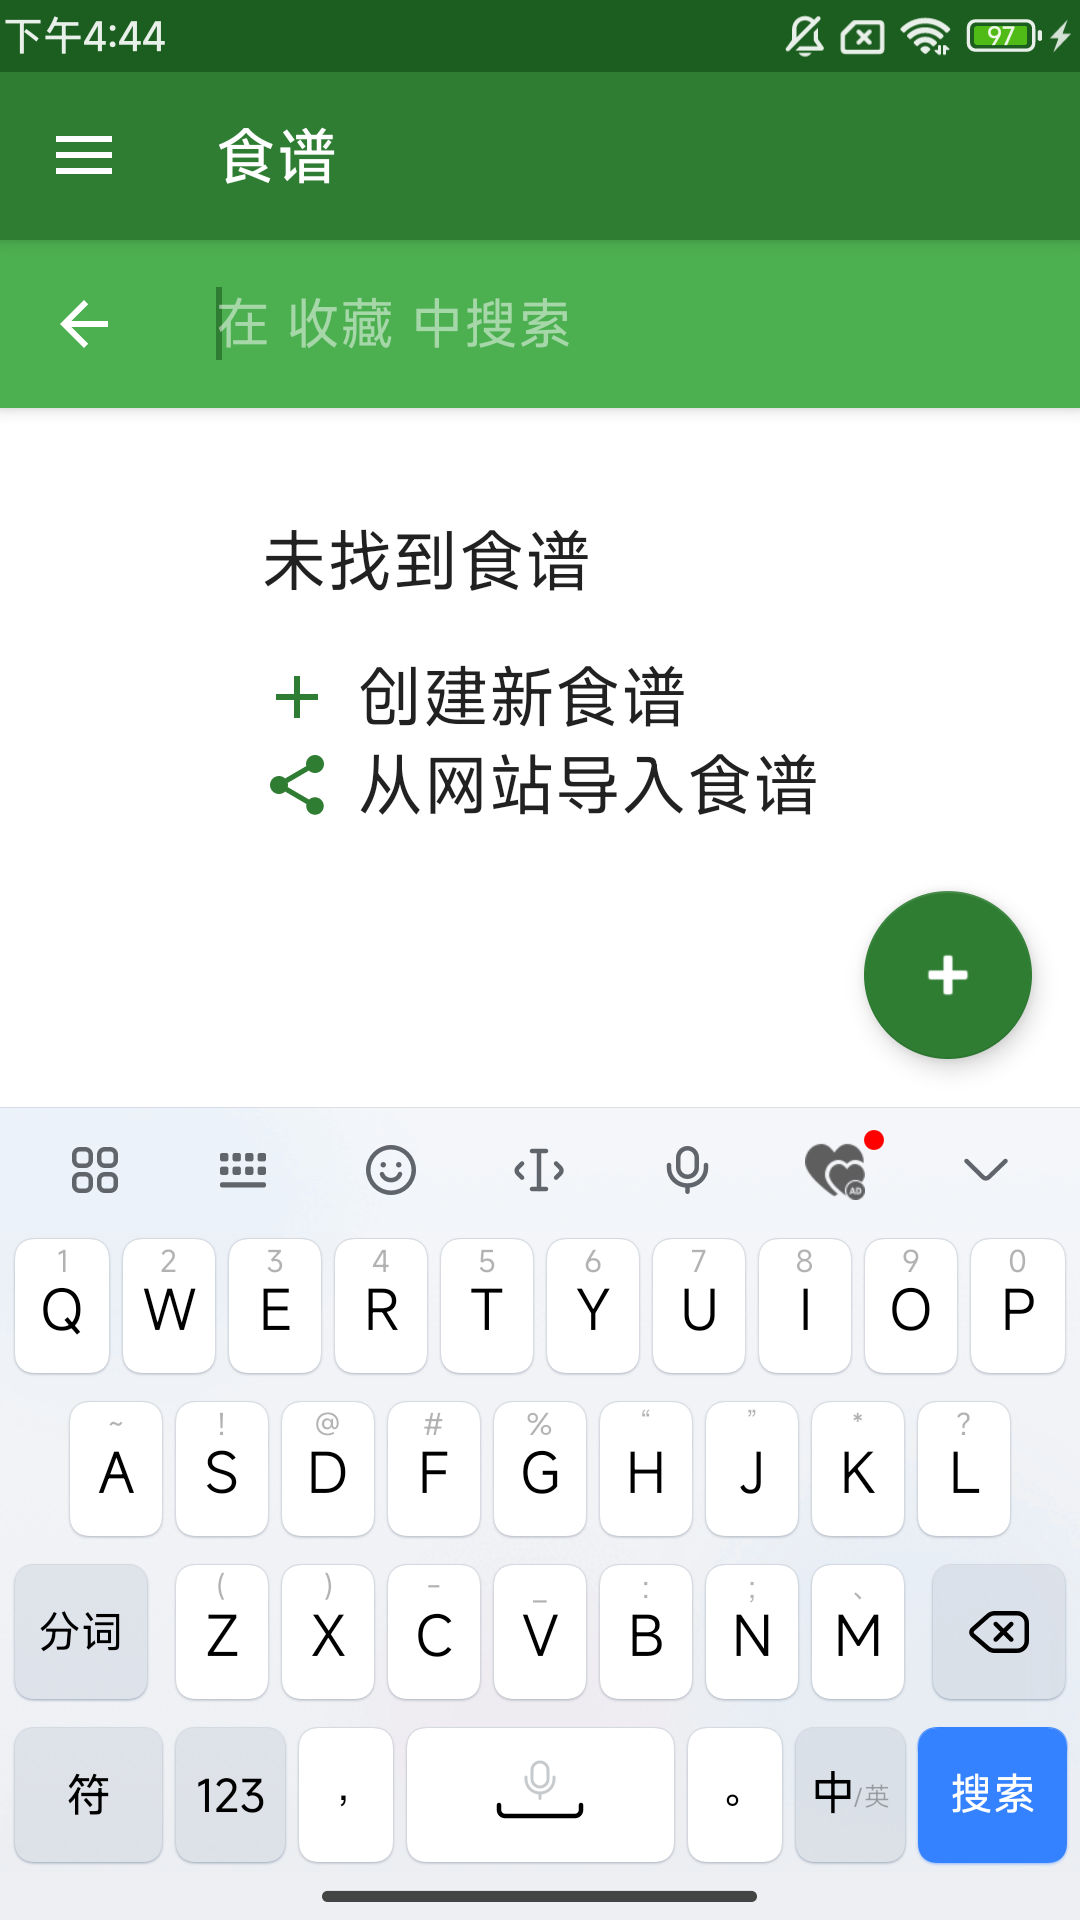 下午4:44
97
食谱
在 收藏 中搜索
未找到食谱
创建新食谱
从网站导入食谱
AD
1 2 3 4 5 6 7 8 9 0
Q W E R T Y U I O P
~ ! @ # % “ ” * ?
A S D F G H J K L
( ) - _ : ; 、
分词 Z X C V B N M
符 123 , 。 中/英 搜索